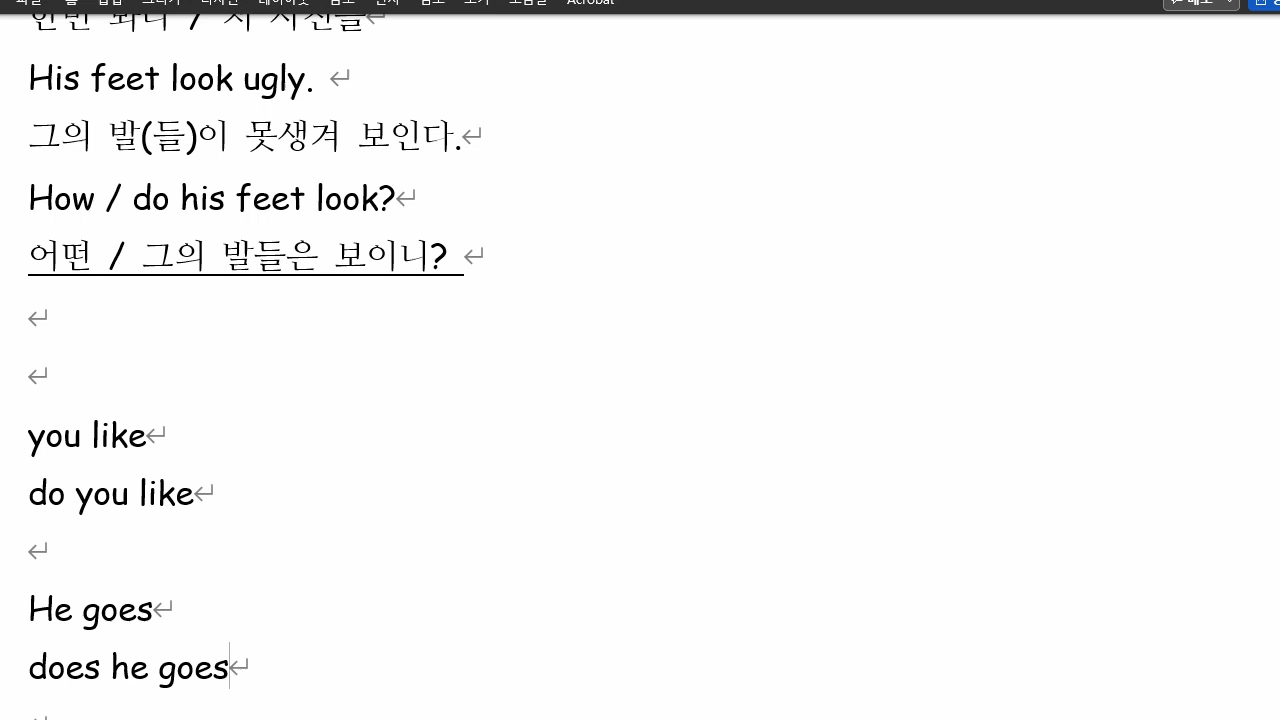 Acrobat
His feet look ugly.
그의 발(들)이 못생겨 보인다.
How / do his feet look?
어떤 / 그의 발들은 보이니?
you like
do you like
He goes
does he goes